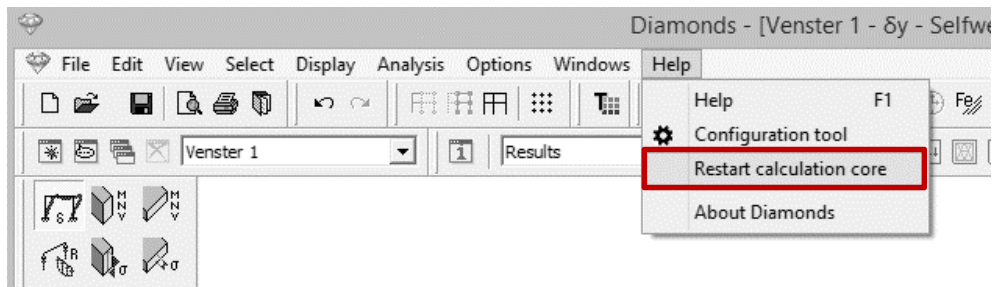 Diamonds - [Venster 1 - δy - Selfwe
File Edit View Select Display Analysis Options Windows Help
Help F1
Configuration tool
Venster 1 Results
Restart calculation core
About Diamonds